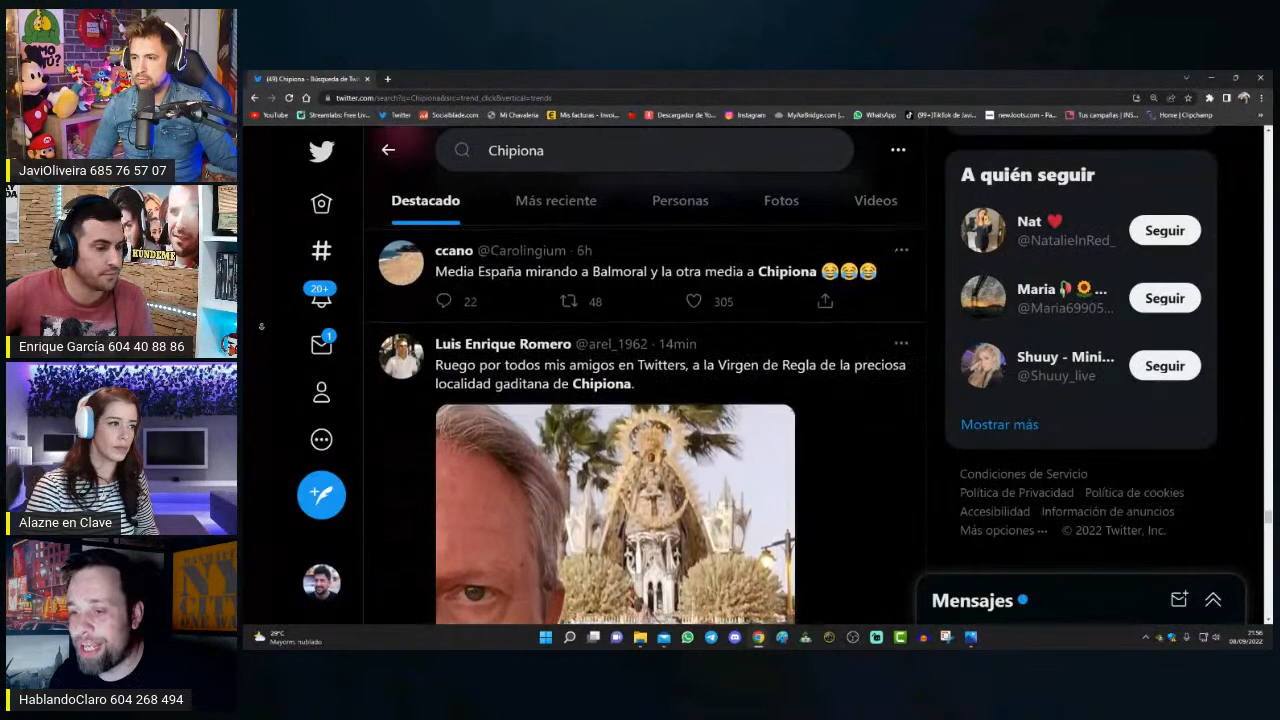 JaviOliveira 685 76 57 07
HÚNDEME
Enrique García 604 40 88 86
Alazne en Clave
HablandoClaro 604 268 494
(49) Chipiona - Búsqueda de Twi
twitter.com/search?q=Chipiona&src=trend_click&vertical=trends
YouTube
Streamlabs: Free Liv...
Twitter
Socialblade.com
Mi Chavaleria
Mis facturas - Invoi...
Descargador de Yo...
Instagram
MyAirBridge.com |...
WhatsApp
(99+)TikTok de Javi...
new.loots.com - Pa...
Tus campañas | INS...
Home | Clipchamp
Chipiona
Destacado
Más reciente
Personas
Fotos
Videos
ccano @Carolingium · 6h
Media España mirando a Balmoral y la otra media a Chipiona 😂😂😂
22
48
305
Luis Enrique Romero @arel_1962 · 14min
Ruego por todos mis amigos en Twitters, a la Virgen de Regla de la preciosa
localidad gaditana de Chipiona.
20+
1
A quién seguir
Nat ❤️
@NatalieInRed_
Seguir
Maria🥀🌻...
@Maria69905...
Seguir
Shuuy - Mini...
@Shuuy_live
Seguir
Mostrar más
Condiciones de Servicio
Política de Privacidad Política de cookies
Accesibilidad Información de anuncios
Más opciones ··· © 2022 Twitter, Inc.
Mensajes
29°C
Mayorm. nublado
21:56
08/09/2022